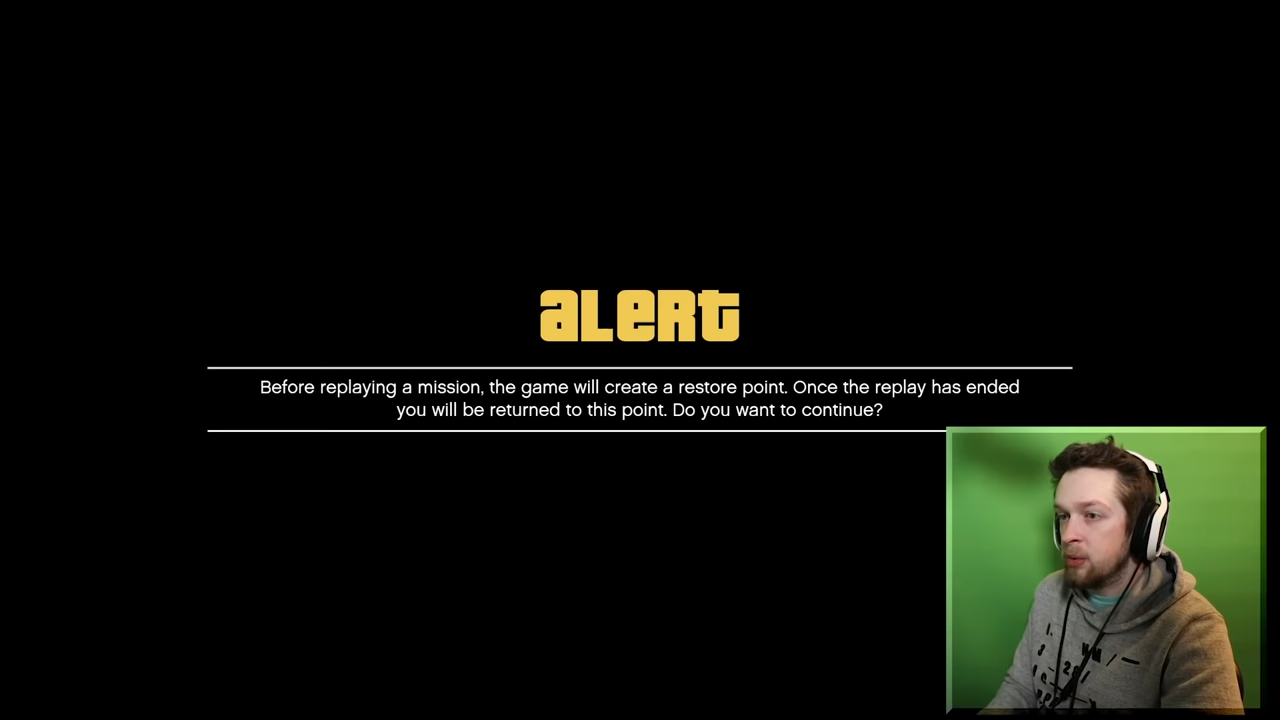 alert
Before replaying a mission, the game will create a restore point. Once the replay has ended
you will be returned to this point. Do you want to continue?